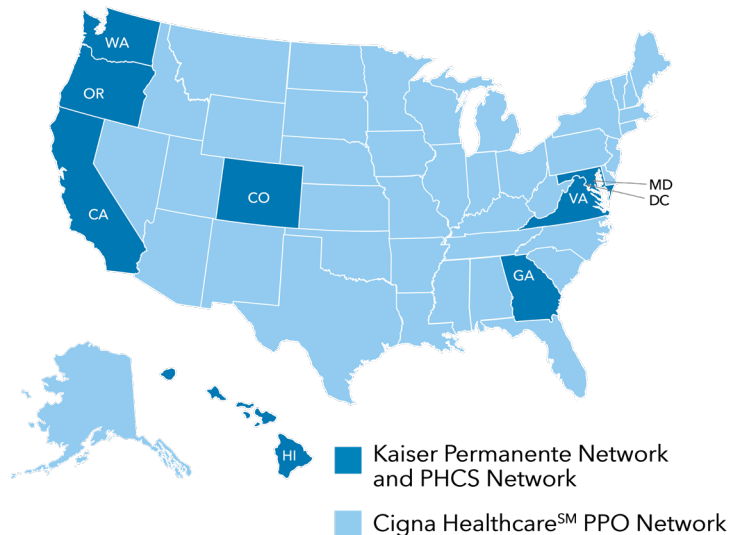 WA
OR
CA
CO
MD
VA
DC
GA
HI
Kaiser Permanente Network
and PHCS Network
Cigna Healthcare℠ PPO Network